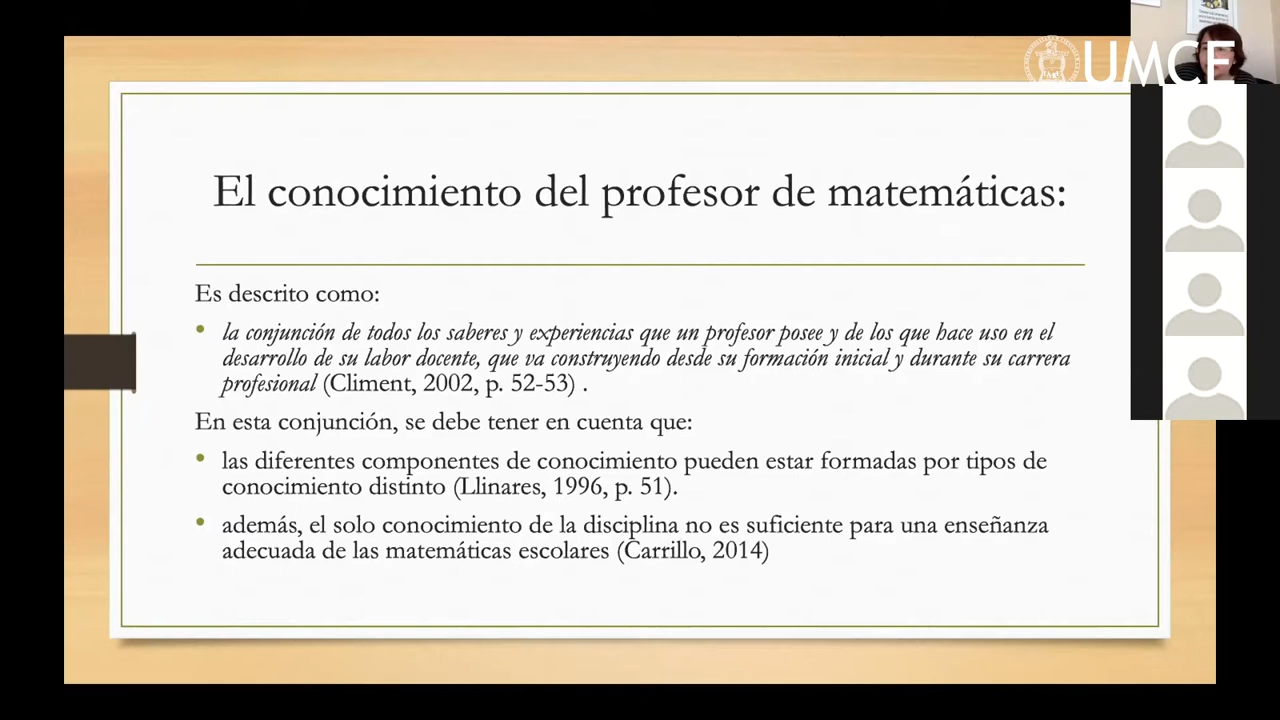 UMCE
El conocimiento del profesor de matemáticas:
Es descrito como:
• la conjunción de todos los saberes y experiencias que un profesor posee y de los que hace uso en el
desarrollo de su labor docente, que va construyendo desde su formación inicial y durante su carrera
profesional (Climent, 2002, p. 52-53) .
En esta conjunción, se debe tener en cuenta que:
• las diferentes componentes de conocimiento pueden estar formadas por tipos de
conocimiento distinto (Llinares, 1996, p. 51).
• además, el solo conocimiento de la disciplina no es suficiente para una enseñanza
adecuada de las matemáticas escolares (Carrillo, 2014)